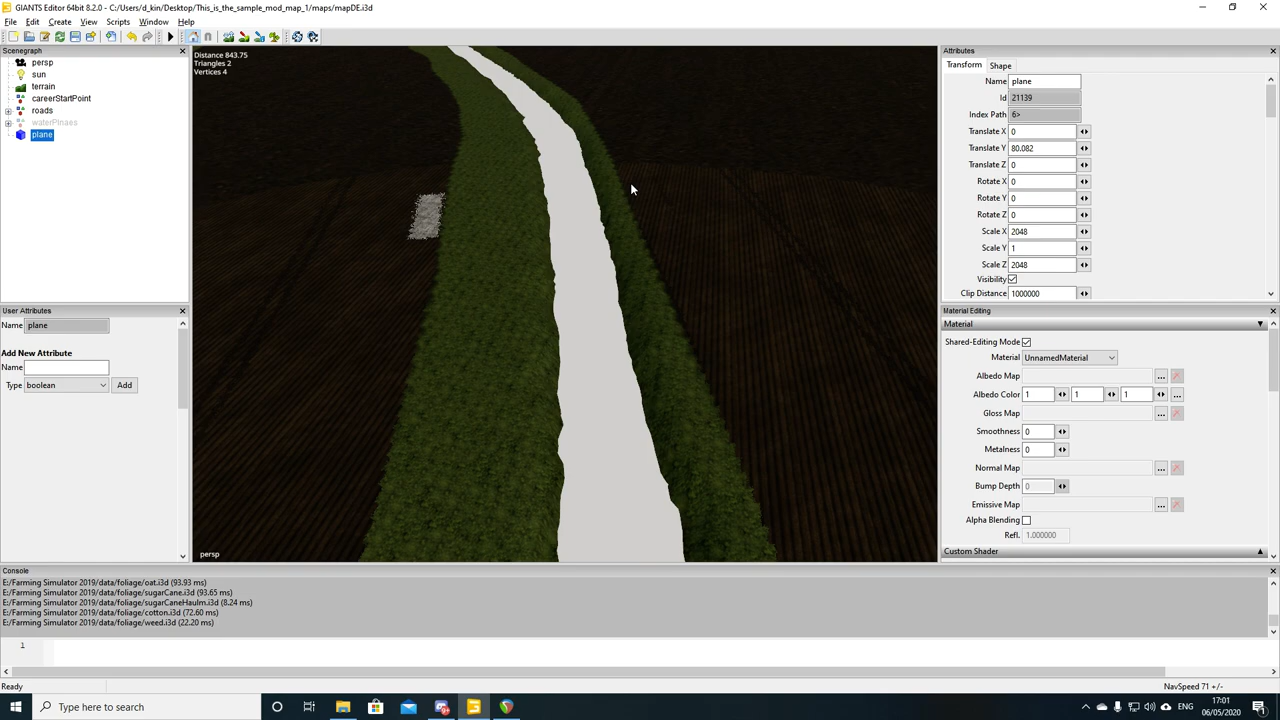 GIANTS Editor 64bit 8.2.0 - C:/Users/d_kin/Desktop/This_is_the_sample_mod_map_1/maps/mapDE.i3d
File Edit Create View Scripts Window Help
Scenegraph
persp
sun
terrain
careerStartPoint
roads
waterPlanes
plane
User Attributes
Name plane
Add New Attribute
Name
Type boolean Add
Distance 843.75
Triangles 2
Vertices 4
persp
Attributes
Transform Shape
Name plane
Id 21139
Index Path 6>
Translate X 0
Translate Y 80.082
Translate Z 0
Rotate X 0
Rotate Y 0
Rotate Z 0
Scale X 2048
Scale Y 1
Scale Z 2048
Visibility
Clip Distance 1000000
Material Editing
Material
Shared-Editing Mode
Material UnnamedMaterial
Albedo Map ...
Albedo Color 1 1 1 ...
Gloss Map ...
Smoothness 0
Metalness 0
Normal Map ...
Bump Depth 0
Emissive Map ...
Alpha Blending
Refl. 1.000000
Custom Shader
Console
E:/Farming Simulator 2019/data/foliage/oat.i3d (93.93 ms)
E:/Farming Simulator 2019/data/foliage/sugarCane.i3d (93.65 ms)
E:/Farming Simulator 2019/data/foliage/sugarCaneHaulm.i3d (8.24 ms)
E:/Farming Simulator 2019/data/foliage/cotton.i3d (72.60 ms)
E:/Farming Simulator 2019/data/foliage/weed.i3d (22.20 ms)
1
Ready
NavSpeed 71 +/-
Type here to search
ENG
17:01
06/05/2020
1